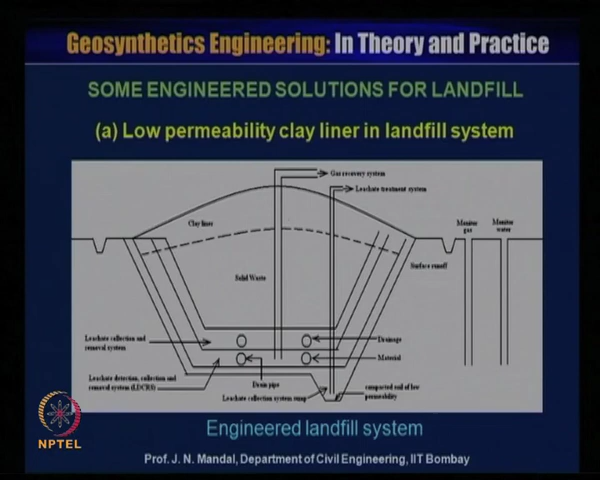 Geosynthetics Engineering: In Theory and Practice
SOME ENGINEERED SOLUTIONS FOR LANDFILL
(a) Low permeability clay liner in landfill system
Gas recovery system
Leachate treatment system
Clay liner
Monitor gas
Monitor water
Solid Waste
Surface runoff
Leachate collection and
removal system
Drainage
Material
Leachate detection, collection and
removal system (LDCRS)
Drain pipe
Leachate collection system sump
compacted soil of low
permeability
Engineered landfill system
NPTEL
Prof. J. N. Mandal, Department of Civil Engineering, IIT Bombay